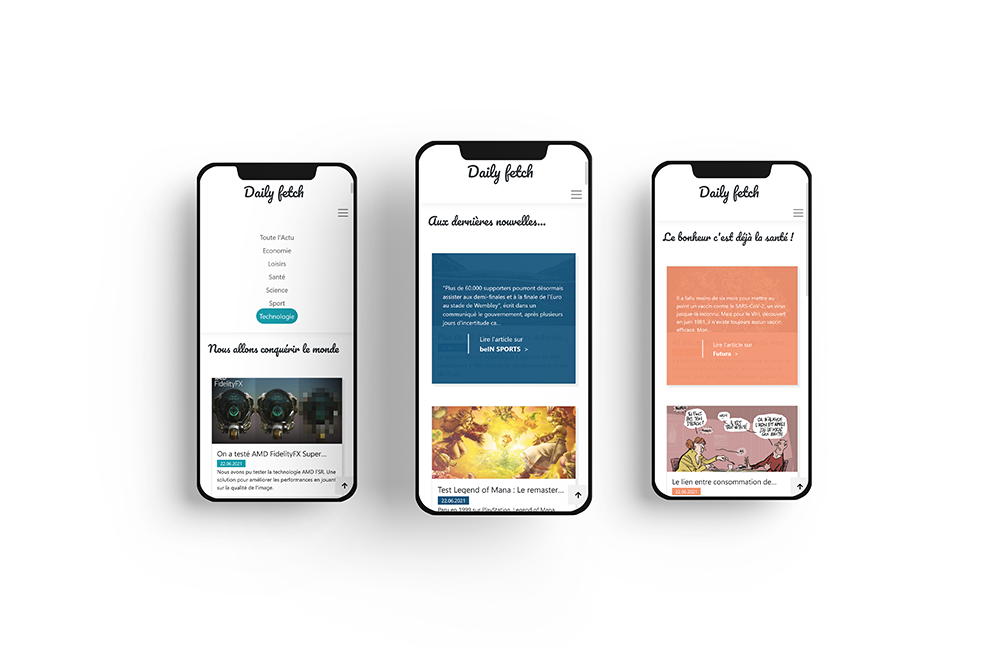 Daily fetch
Toute l'Actu
Economie
Loisirs
Santé
Science
Sport
Technologie
Nous allons conquérir le monde
AMD
FidelityFX
On a testé AMD FidelityFX Super...
22.06.2021
Nous avons pu tester la technologie AMD FSR. Une
solution pour améliorer les performances en jouant
sur la qualité de l'image.
Daily fetch
Aux dernières nouvelles...
"Plus de 60.000 supporters pourront désormais
assister aux demi-finales et à la finale de l'Euro
au stade de Wembley", écrit dans un
communiqué le gouvernement, après plusieurs
jours d'incertitude ca...
Lire l'article sur
beIN SPORTS >
Test Legend of Mana : Le remaster...
22.06.2021
Paru en 1999 sur PlayStation, Legend of Mana
Daily fetch
Le bonheur c'est déjà la santé !
Il a fallu moins de six mois pour mettre au
point un vaccin contre le SARS-CoV-2, un virus
jusque-là inconnu. Mais pour le VIH, découvert
en juin 1981, il n'existe toujours aucun vaccin
efficace. Mon...
Lire l'article sur
Futura >
Le lien entre consommation de...
22.06.2021